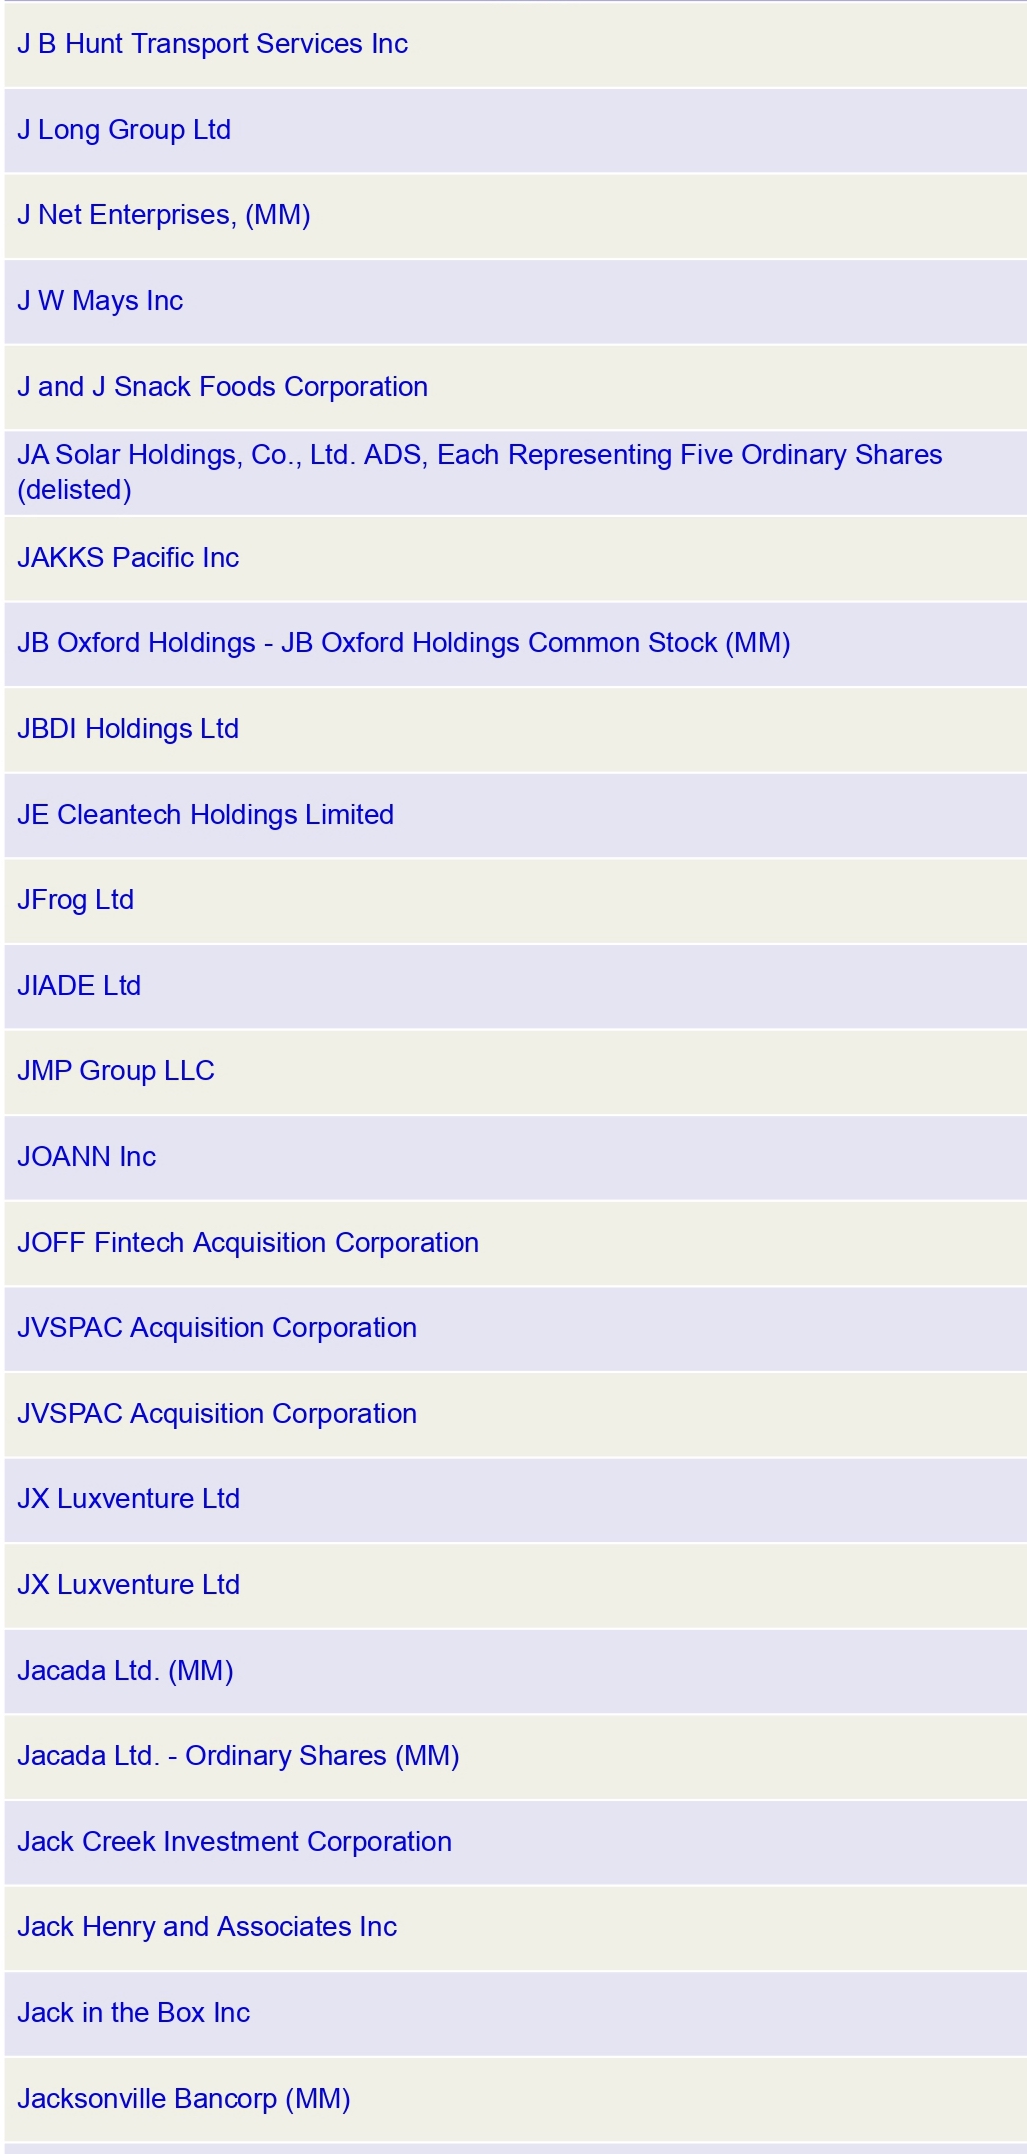 J B Hunt Transport Services Inc
J Long Group Ltd
J Net Enterprises, (MM)
J W Mays Inc
J and J Snack Foods Corporation
JA Solar Holdings, Co., Ltd. ADS, Each Representing Five Ordinary Shares
(delisted)
JAKKS Pacific Inc
JB Oxford Holdings - JB Oxford Holdings Common Stock (MM)
JBDI Holdings Ltd
JE Cleantech Holdings Limited
JFrog Ltd
JIADE Ltd
JMP Group LLC
JOANN Inc
JOFF Fintech Acquisition Corporation
JVSPAC Acquisition Corporation
JVSPAC Acquisition Corporation
JX Luxventure Ltd
JX Luxventure Ltd
Jacada Ltd. (MM)
Jacada Ltd. - Ordinary Shares (MM)
Jack Creek Investment Corporation
Jack Henry and Associates Inc
Jack in the Box Inc
Jacksonville Bancorp (MM)